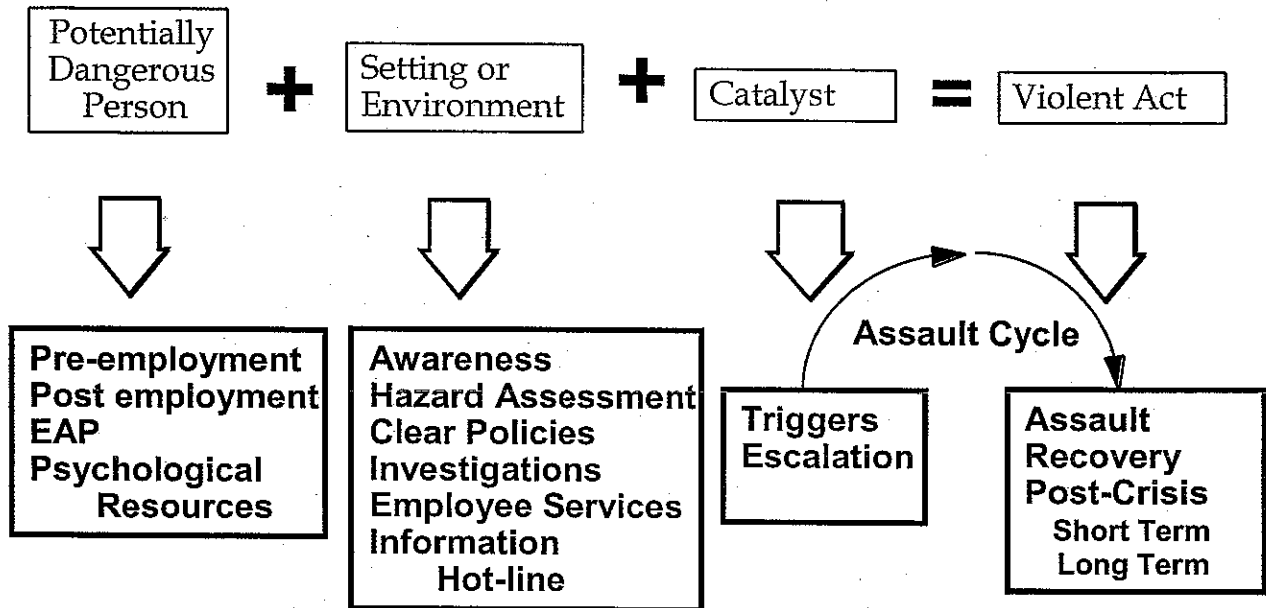 Potentially
Dangerous
Person
+
Setting or
Environment
+
Catalyst
=
Violent Act
Pre-employment
Post employment
EAP
Psychological
Resources
Awareness
Hazard Assessment
Clear Policies
Investigations
Employee Services
Information
Hot-line
Assault Cycle
Triggers
Escalation
Assault
Recovery
Post-Crisis
Short Term
Long Term